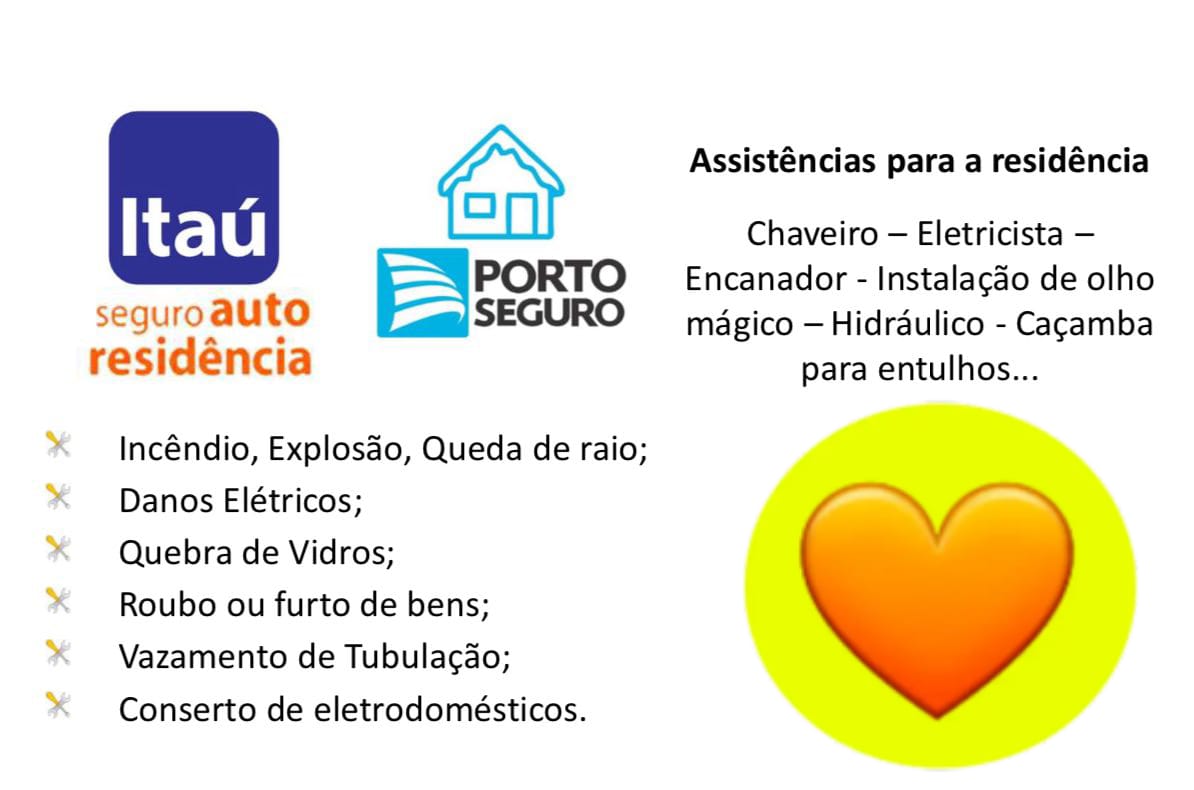 Itaú
seguro auto
residência
PORTO
SEGURO
Assistências para a residência
Chaveiro – Eletricista –
Encanador - Instalação de olho
mágico – Hidráulico - Caçamba
para entulhos...
Incêndio, Explosão, Queda de raio;
Danos Elétricos;
Quebra de Vidros;
Roubo ou furto de bens;
Vazamento de Tubulação;
Conserto de eletrodomésticos.